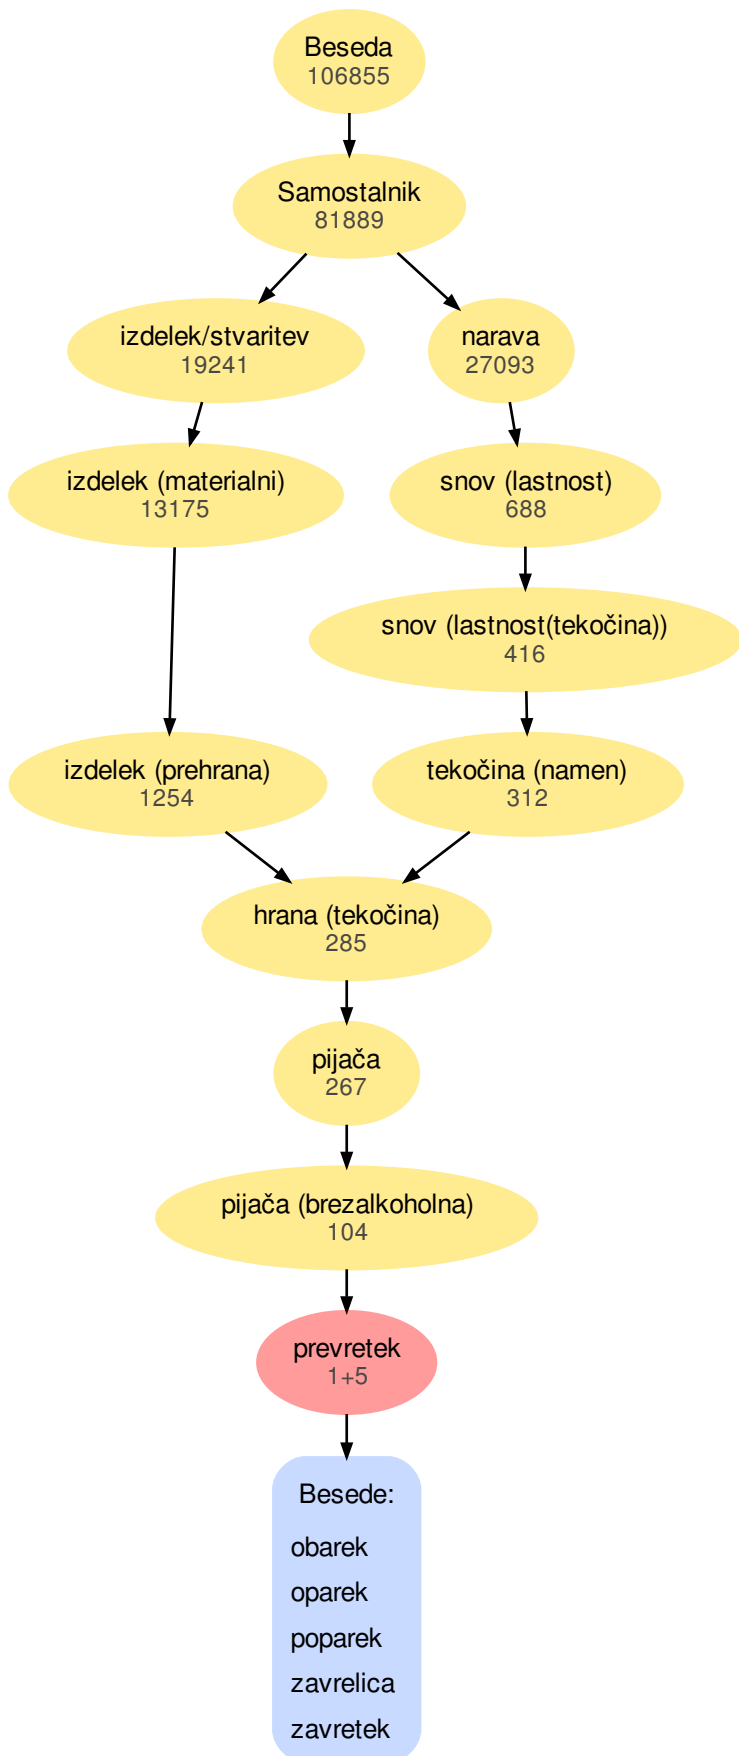 Beseda
106855
Samostalnik
81889
izdelek/stvaritev
19241
narava
27093
izdelek (materialni)
13175
snov (lastnost)
688
snov (lastnost(tekočina))
416
izdelek (prehrana)
1254
tekočina (namen)
312
hrana (tekočina)
285
pijača
267
pijača (brezalkoholna)
104
prevretek
1+5
Besede:
obarek
oparek
poparek
zavrelica
zavretek